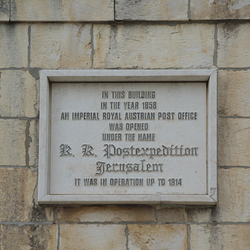 IN THIS BUILDING
IN THE YEAR 1858
AN IMPERIAL ROYAL AUSTRIAN POST OFFICE
WAS OPENED
UNDER THE NAME
K. K. Postexpedition
Jerusalem
IT WAS IN OPERATION UP TO 1914